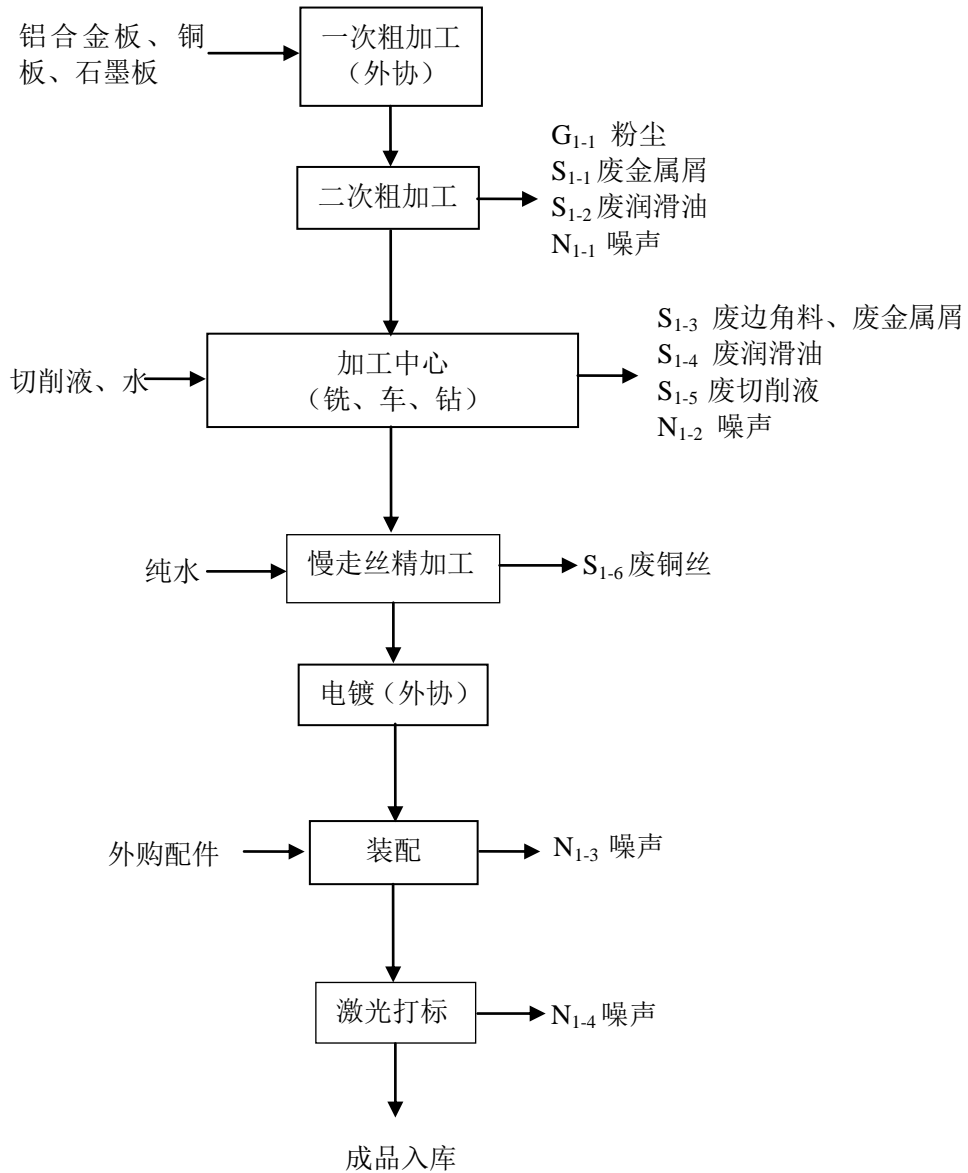 铝合金板、铜
板、石墨板
一次粗加工
（外协）
二次粗加工
G1-1 粉尘
S1-1废金属屑
S1-2废润滑油
N1-1 噪声
切削液、水
加工中心
（铣、车、钻）
S1-3 废边角料、废金属屑
S1-4 废润滑油
S1-5 废切削液
N1-2 噪声
纯水
慢走丝精加工
S1-6废铜丝
电镀（外协）
外购配件
装配
N1-3 噪声
激光打标
N1-4噪声
成品入库